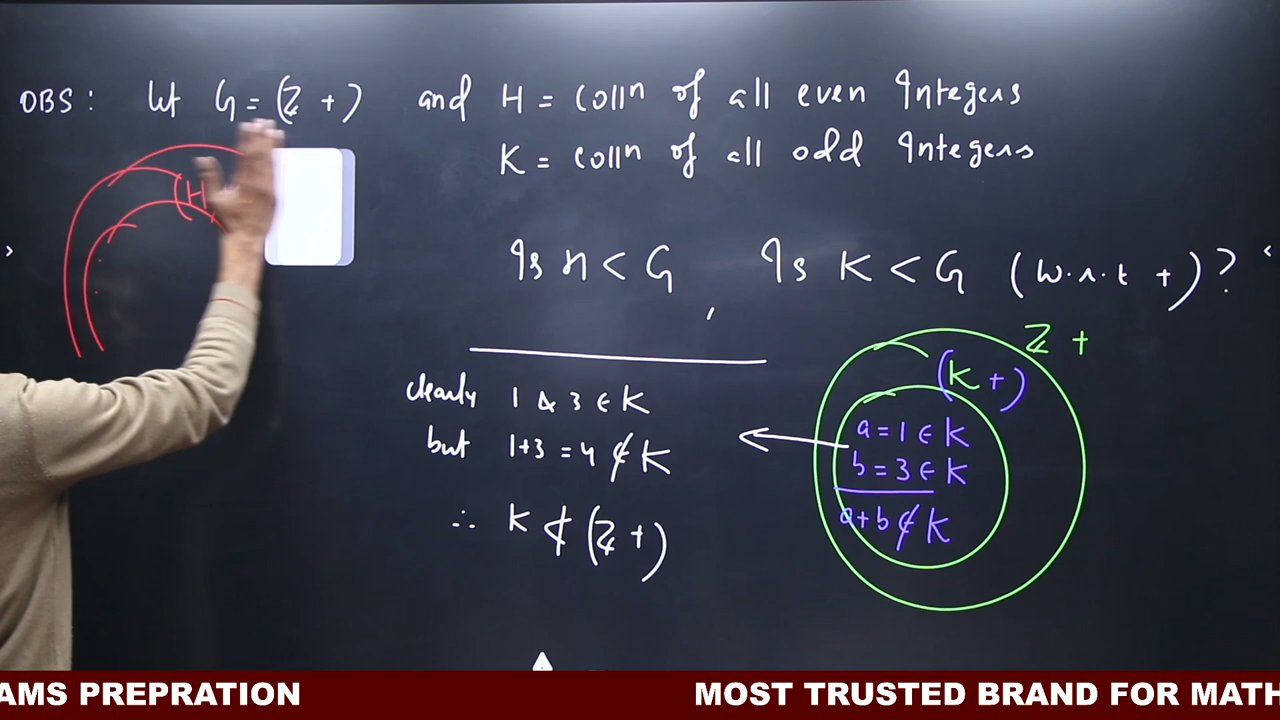 OBS: Let G = (ℤ +) and H = collⁿ of all even Integers
K = collⁿ of all odd Integers
(H
Is H < G, Is K < G (w.r.t +)?
clearly 1 & 3 ∈ K
but 1+3 = 4 ∉ K
∴ K ≮ (ℤ +)
ℤ +
(K +)
a = 1 ∈ K
b = 3 ∈ K
a+b ∉ K
AMS PREPRATION
MOST TRUSTED BRAND FOR MATH